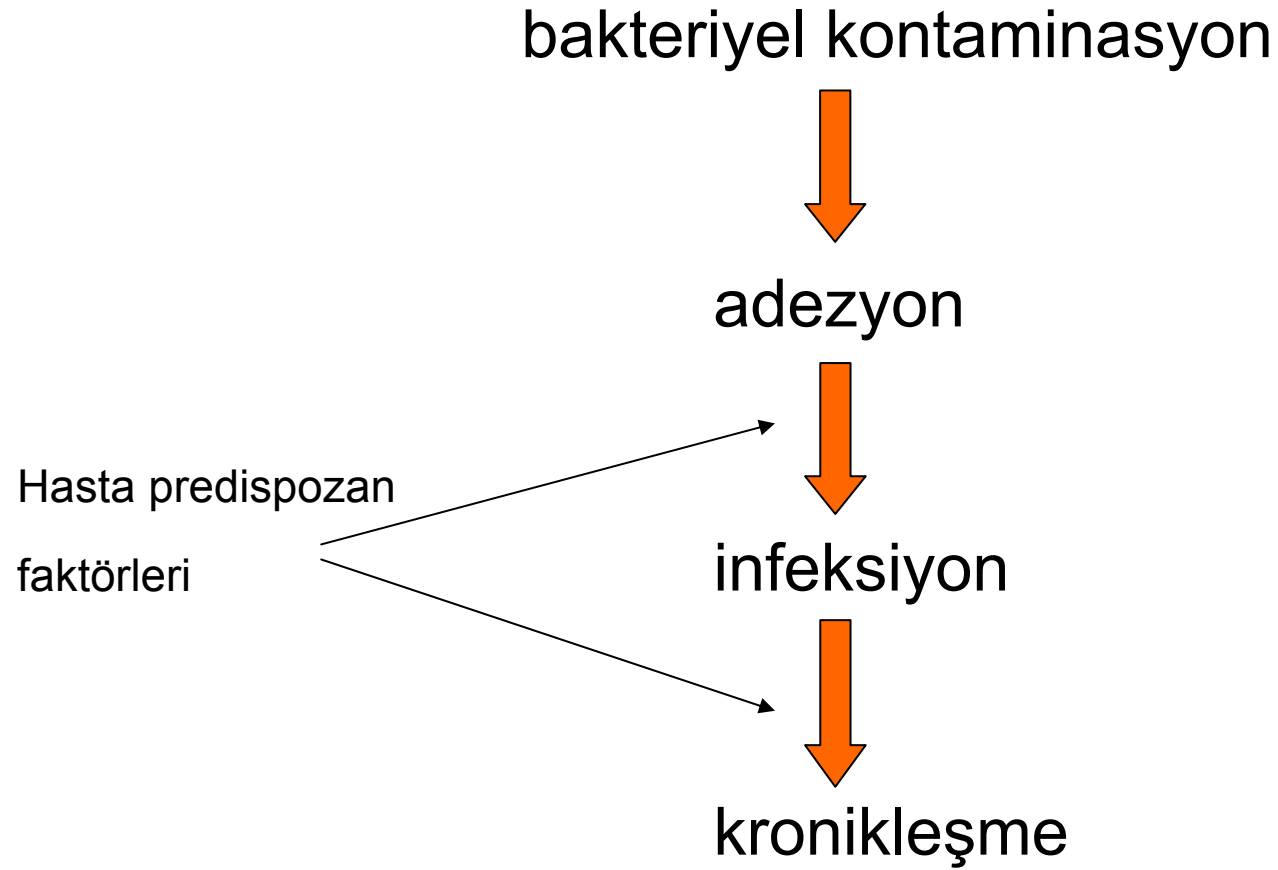 bakteriyel kontaminasyon
adezyon
Hasta predispozan
faktörleri
infeksiyon
kronikleşme